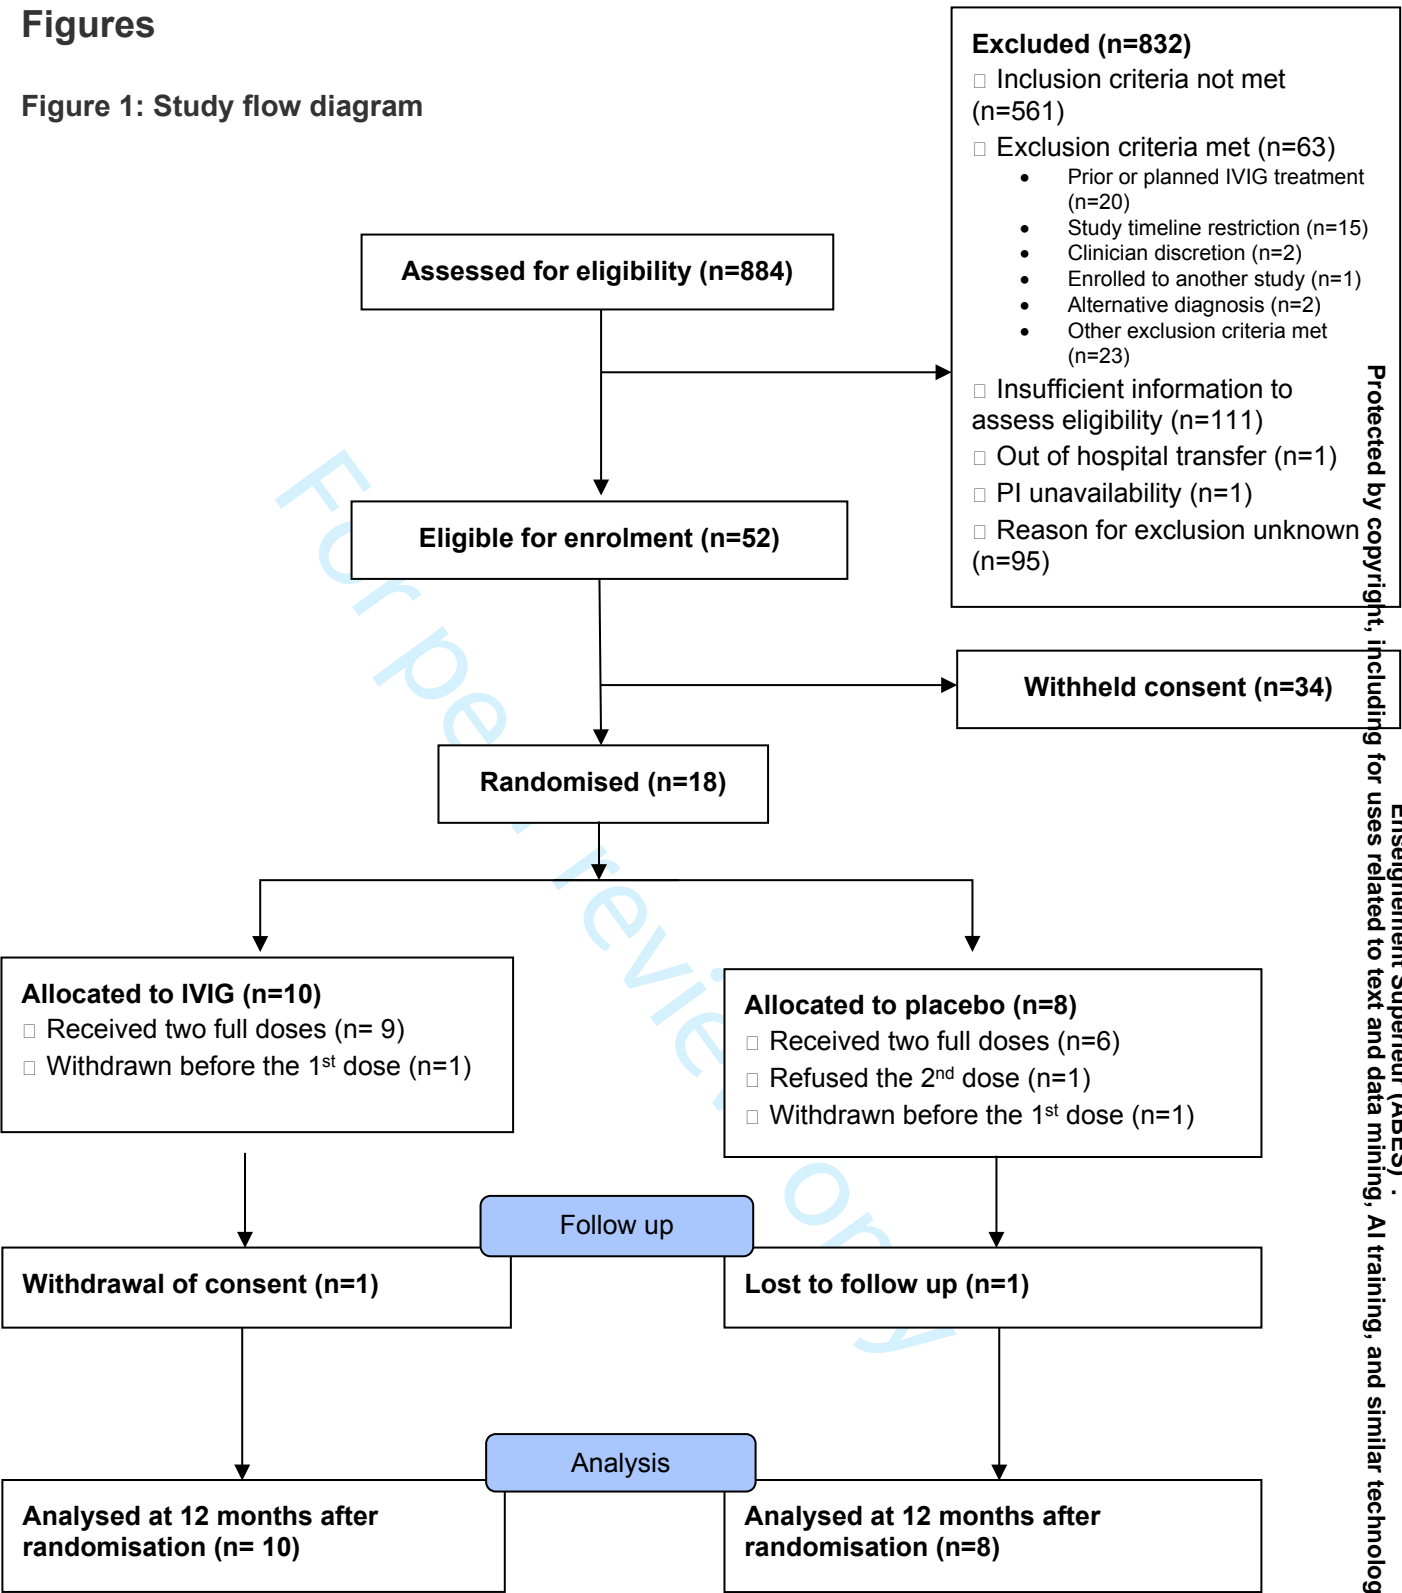 Figures
Figure 1: Study flow diagram
Excluded (n=832)
□ Inclusion criteria not met
(n=561)
□ Exclusion criteria met (n=63)
• Prior or planned IVIG treatment
(n=20)
• Study timeline restriction (n=15)
• Clinician discretion (n=2)
• Enrolled to another study (n=1)
• Alternative diagnosis (n=2)
• Other exclusion criteria met
(n=23)
□ Insufficient information to
assess eligibility (n=111)
□ Out of hospital transfer (n=1)
□ PI unavailability (n=1)
□ Reason for exclusion unknown
(n=95)
Assessed for eligibility (n=884)
Eligible for enrolment (n=52)
Withheld consent (n=34)
Randomised (n=18)
Allocated to IVIG (n=10)
□ Received two full doses (n= 9)
□ Withdrawn before the 1st dose (n=1)
Allocated to placebo (n=8)
□ Received two full doses (n=6)
□ Refused the 2nd dose (n=1)
□ Withdrawn before the 1st dose (n=1)
Follow up
Withdrawal of consent (n=1)
Lost to follow up (n=1)
Analysis
Analysed at 12 months after
randomisation (n= 10)
Analysed at 12 months after
randomisation (n=8)
For peer review only
Enseignement Superieur (ABES) .
Protected by copyright, including for uses related to text and data mining, AI training, and similar technolog